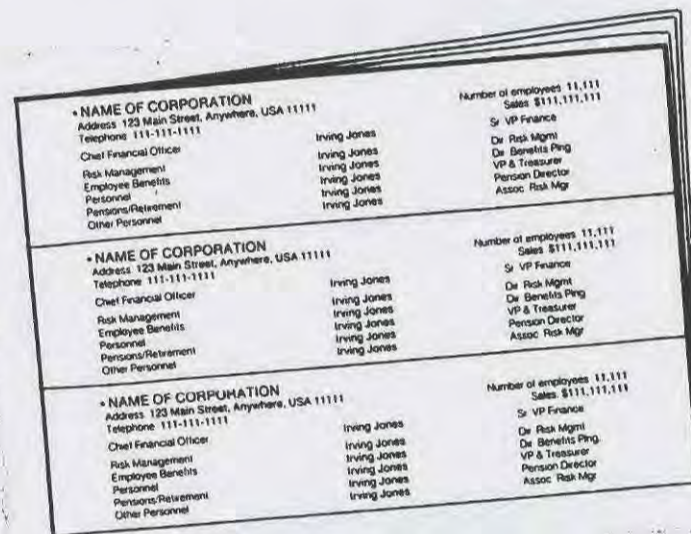 • NAME OF CORPORATION Number of employees 11,111
Address 123 Main Street, Anywhere, USA 11111 Sales $111,111,111
Telephone 111-111-1111
Chief Financial Officer Irving Jones Sr VP Finance
Risk Management Irving Jones Dir Risk Mgmt
Employee Benefits Irving Jones Dir Benefits Plng
Personnel Irving Jones VP & Treasurer
Pensions/Retirement Irving Jones Pension Director
Other Personnel Irving Jones Assoc Risk Mgr
• NAME OF CORPORATION Number of employees 11,111
Address 123 Main Street, Anywhere, USA 11111 Sales $111,111,111
Telephone 111-111-1111
Chief Financial Officer Irving Jones Sr VP Finance
Risk Management Irving Jones Dir Risk Mgmt
Employee Benefits Irving Jones Dir Benefits Plng
Personnel Irving Jones VP & Treasurer
Pensions/Retirement Irving Jones Pension Director
Other Personnel Irving Jones Assoc Risk Mgr
• NAME OF CORPORATION Number of employees 11,111
Address 123 Main Street, Anywhere, USA 11111 Sales $111,111,111
Telephone 111-111-1111
Chief Financial Officer Irving Jones Sr VP Finance
Risk Management Irving Jones Dir Risk Mgmt
Employee Benefits Irving Jones Dir Benefits Plng.
Personnel Irving Jones VP & Treasurer
Pensions/Retirement Irving Jones Pension Director
Other Personnel Irving Jones Assoc Risk Mgr